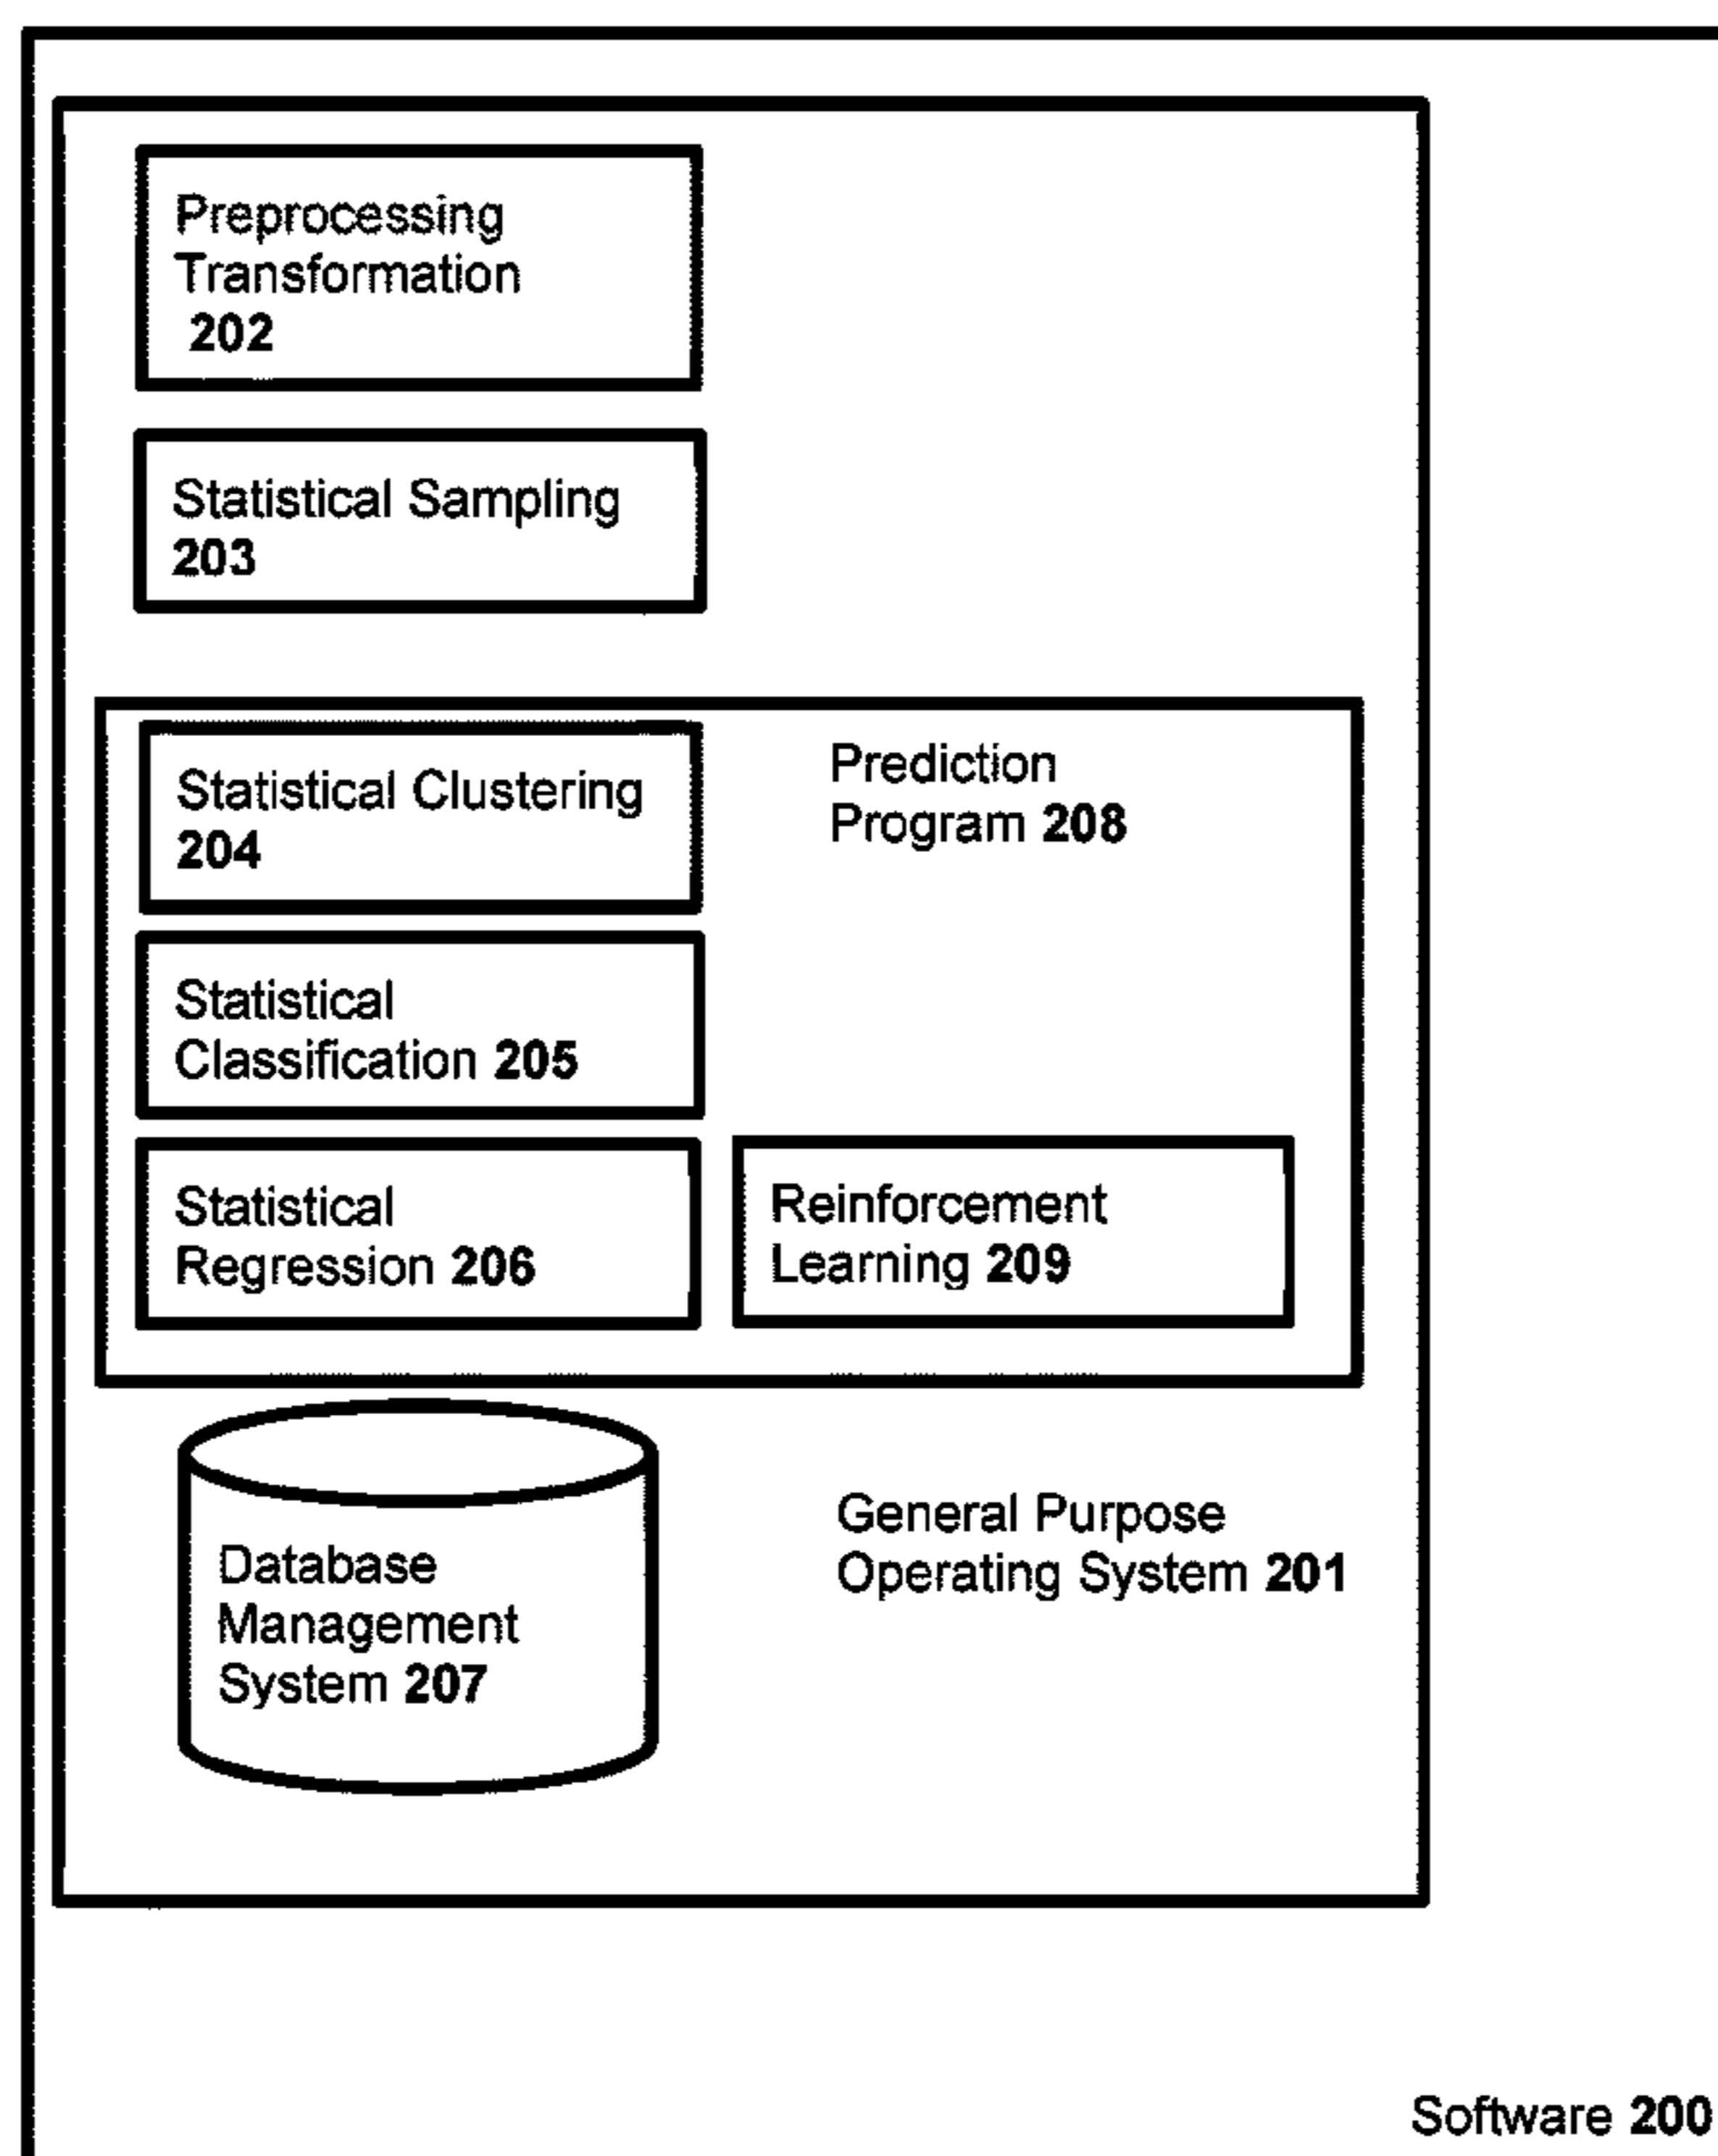 Preprocessing
Transformation
202
Statistical Sampling
203
Statistical Clustering
204
Prediction
Program 208
Statistical
Classification 205
Statistical
Regression 206
Reinforcement
Learning 209
Database
Management
System 207
General Purpose
Operating System 201
Software 200